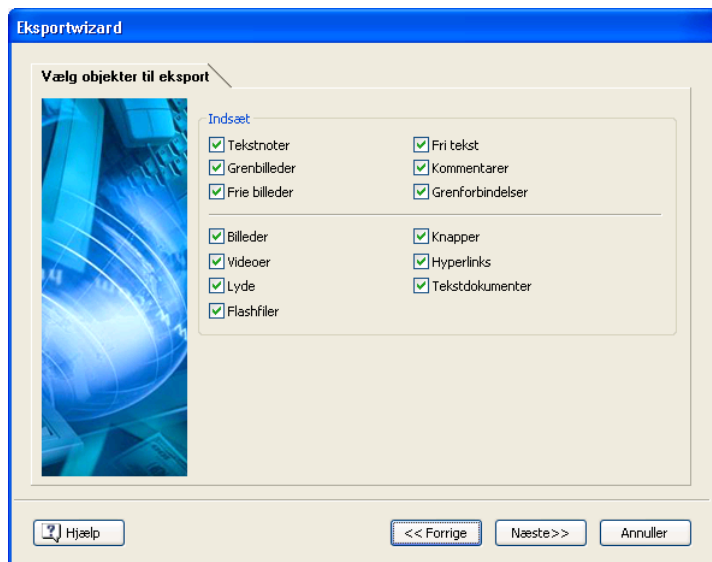 Eksportwizard
Vælg objekter til eksport
Indsæt
Tekstnoter
Fri tekst
Grenbilleder
Kommentarer
Frie billeder
Grenforbindelser
Billeder
Knapper
Videoer
Hyperlinks
Lyde
Tekstdokumenter
Flashfiler
Hjælp
<< Forrige
Næste>>
Annuller